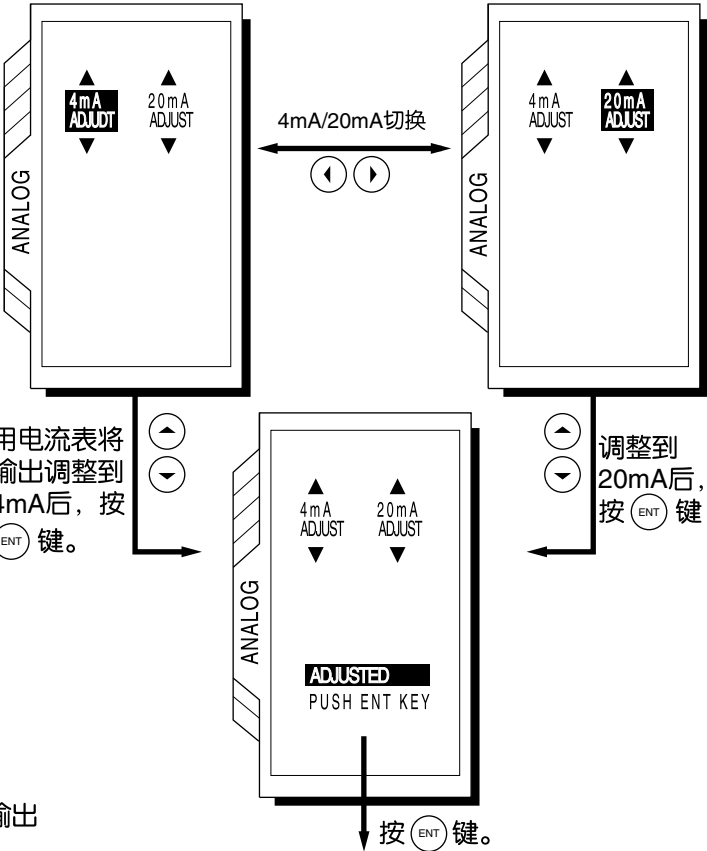 4mA
ADJUDT
20mA
ADJUST
ANALOG
4mA/20mA切换
4mA
ADJUST
20mA
ADJUST
ANALOG
用电流表将
输出调整到
4mA后，按
ENT 键。
调整到
20mA后，
按 ENT 键
4mA
ADJUST
20mA
ADJUST
ANALOG
ADJUSTED
PUSH ENT KEY
输出
按 ENT 键。